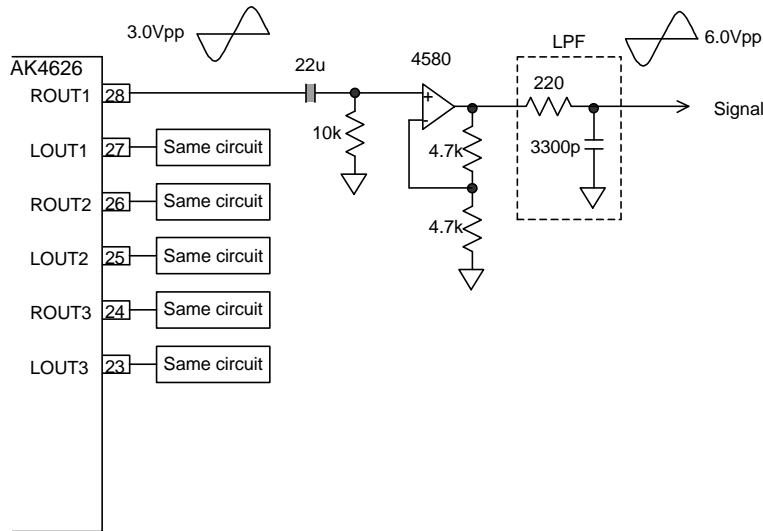 3.0Vpp
6.0Vpp
LPF
AK4626
22u
4580
220
ROUT1 28
Signal
+
-
10k
4.7k
3300p
LOUT1 27 Same circuit
ROUT2 26 Same circuit
4.7k
LOUT2 25 Same circuit
ROUT3 24 Same circuit
LOUT3 23 Same circuit